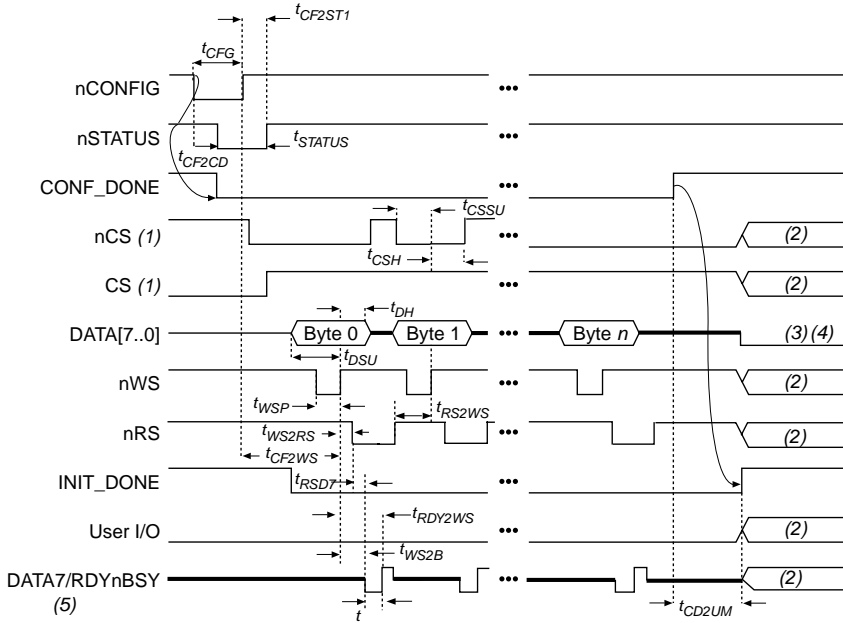 tCF2ST1
tCFG
nCONFIG
•••
nSTATUS
tSTATUS
•••
tCF2CD
CONF_DONE
•••
tCSSU
nCS (1)
•••
(2)
tCSH
CS (1)
•••
(2)
tDH
DATA[7..0]
Byte 0
Byte 1
•••
Byte n
(3) (4)
tDSU
nWS
•••
(2)
tWSP
tRS2WS
nRS
tWS2RS
•••
(2)
tCF2WS
tRSD7
INIT_DONE
•••
tRDY2WS
User I/O
•••
(2)
tWS2B
DATA7/RDYnBSY
•••
(2)
(5)
t
tCD2UM